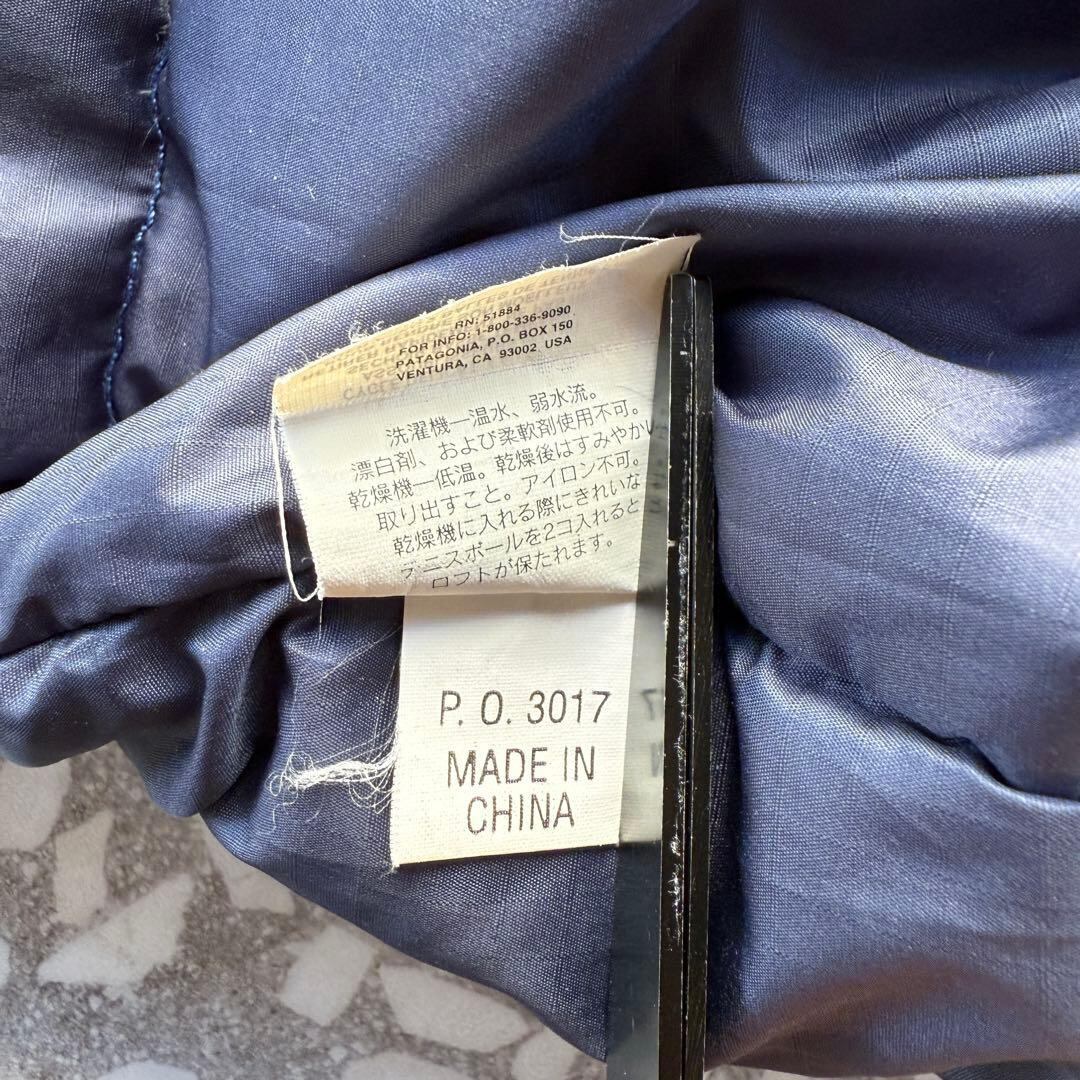 RN: 51884
FOR INFO: 1-800-336-9090
PATAGONIA, P.O. BOX 150
VENTURA, CA 93002 USA
洗濯機—温水、弱水流。
漂白剤、および柔軟剤使用不可。
乾燥機—低温。乾燥後はすみやかい
取り出すこと。アイロン不可。
乾燥機に入れる際にきれいな
テニスボールを2コ入れると
ロフトが保たれます。
P. O. 3017
MADE IN
CHINA